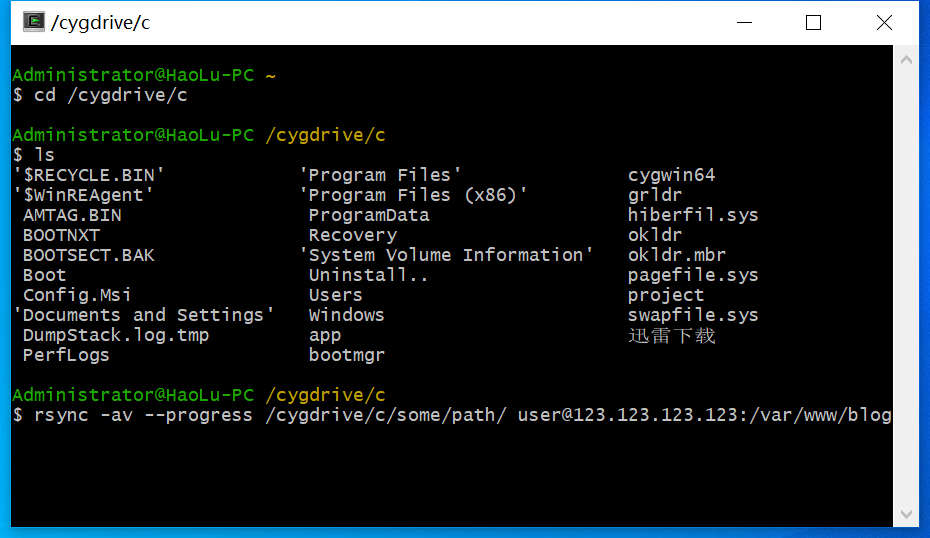 /cygdrive/c
Administrator@HaoLu-PC ~
$ cd /cygdrive/c
Administrator@HaoLu-PC /cygdrive/c
$ ls
'$RECYCLE.BIN' 'Program Files' cygwin64
'$WinREAgent' 'Program Files (x86)' grldr
AMTAG.BIN ProgramData hiberfil.sys
BOOTNXT Recovery okldr
BOOTSECT.BAK 'System Volume Information' okldr.mbr
Boot Uninstall.. pagefile.sys
Config.Msi Users project
'Documents and Settings' Windows swapfile.sys
DumpStack.log.tmp app 迅雷下载
PerfLogs bootmgr
Administrator@HaoLu-PC /cygdrive/c
$ rsync -av --progress /cygdrive/c/some/path/ user@123.123.123.123:/var/www/blog